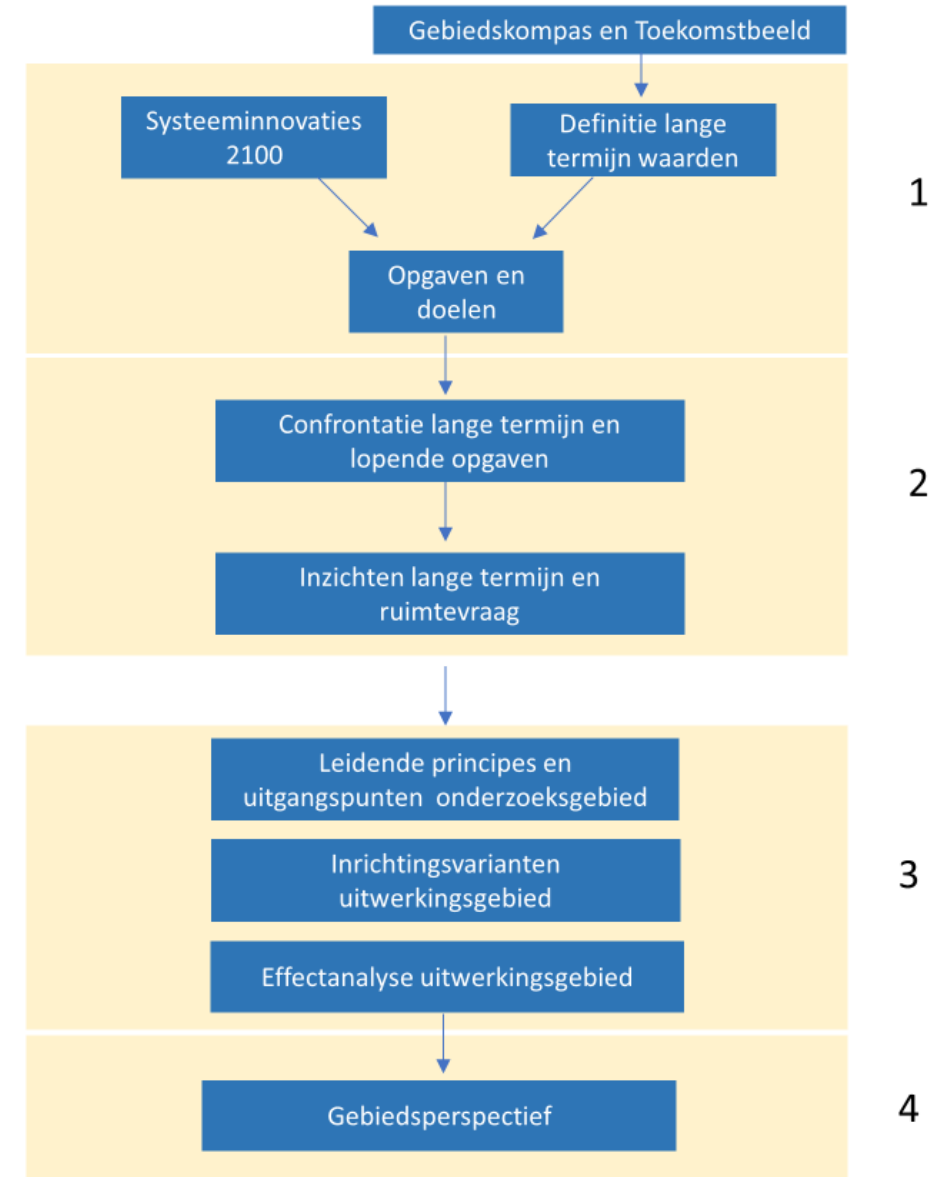 Gebiedskompas en Toekomstbeeld
Systeeminnovaties
2100
Definitie lange
termijn waarden
1
Opgaven en
doelen
Confrontatie lange termijn en
lopende opgaven
2
Inzichten lange termijn en
ruimtevraag
Leidende principes en
uitgangspunten onderzoeksgebied
Inrichtingsvarianten
uitwerkingsgebied
3
Effectanalyse uitwerkingsgebied
Gebiedsperspectief
4